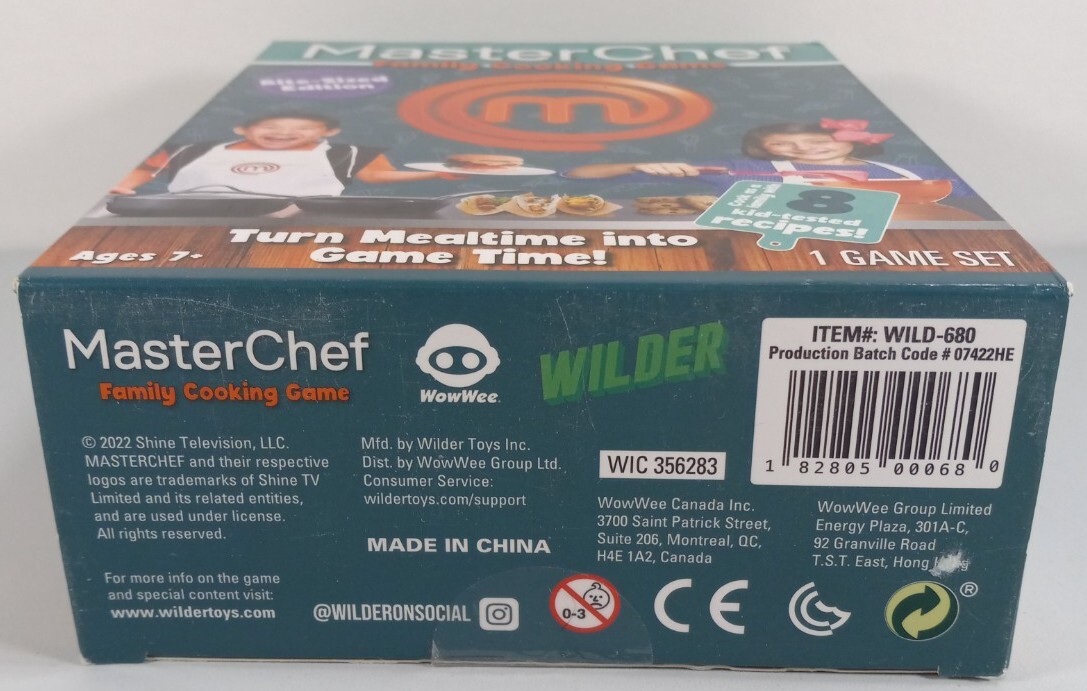 MasterChef
Family Cooking Game
Bite-Sized
Edition
8
kid-tested
recipes!
Turn Mealtime into
Game Time!
Ages 7+
1 GAME SET
MasterChef
Family Cooking Game
WowWee
WILDER
ITEM#: WILD-680
Production Batch Code # 07422HE
1 82805 00068 0
© 2022 Shine Television, LLC.
MASTERCHEF and their respective
logos are trademarks of Shine TV
Limited and its related entities,
and are used under license.
All rights reserved.
Mfd. by Wilder Toys Inc.
Dist. by WowWee Group Ltd.
Consumer Service:
wildertoys.com/support
MADE IN CHINA
WIC 356283
WowWee Canada Inc.
3700 Saint Patrick Street,
Suite 206, Montreal, QC,
H4E 1A2, Canada
WowWee Group Limited
Energy Plaza, 301A-C,
92 Granville Road
T.S.T. East, Hong
For more info on the game
and special content visit:
www.wildertoys.com
@WILDERONSOCIAL
0-3
CE
®